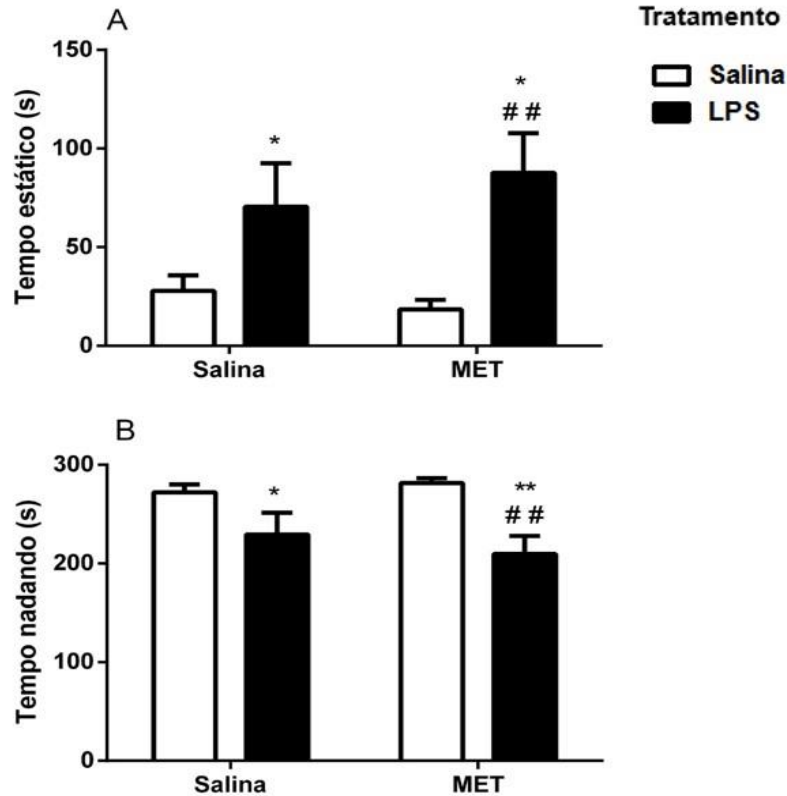 A
Tratamento
Salina
LPS
Tempo estático (s)
150
100
50
0
*
*
# #
Salina
MET
B
Tempo nadando (s)
300
200
100
0
*
**
# #
Salina
MET